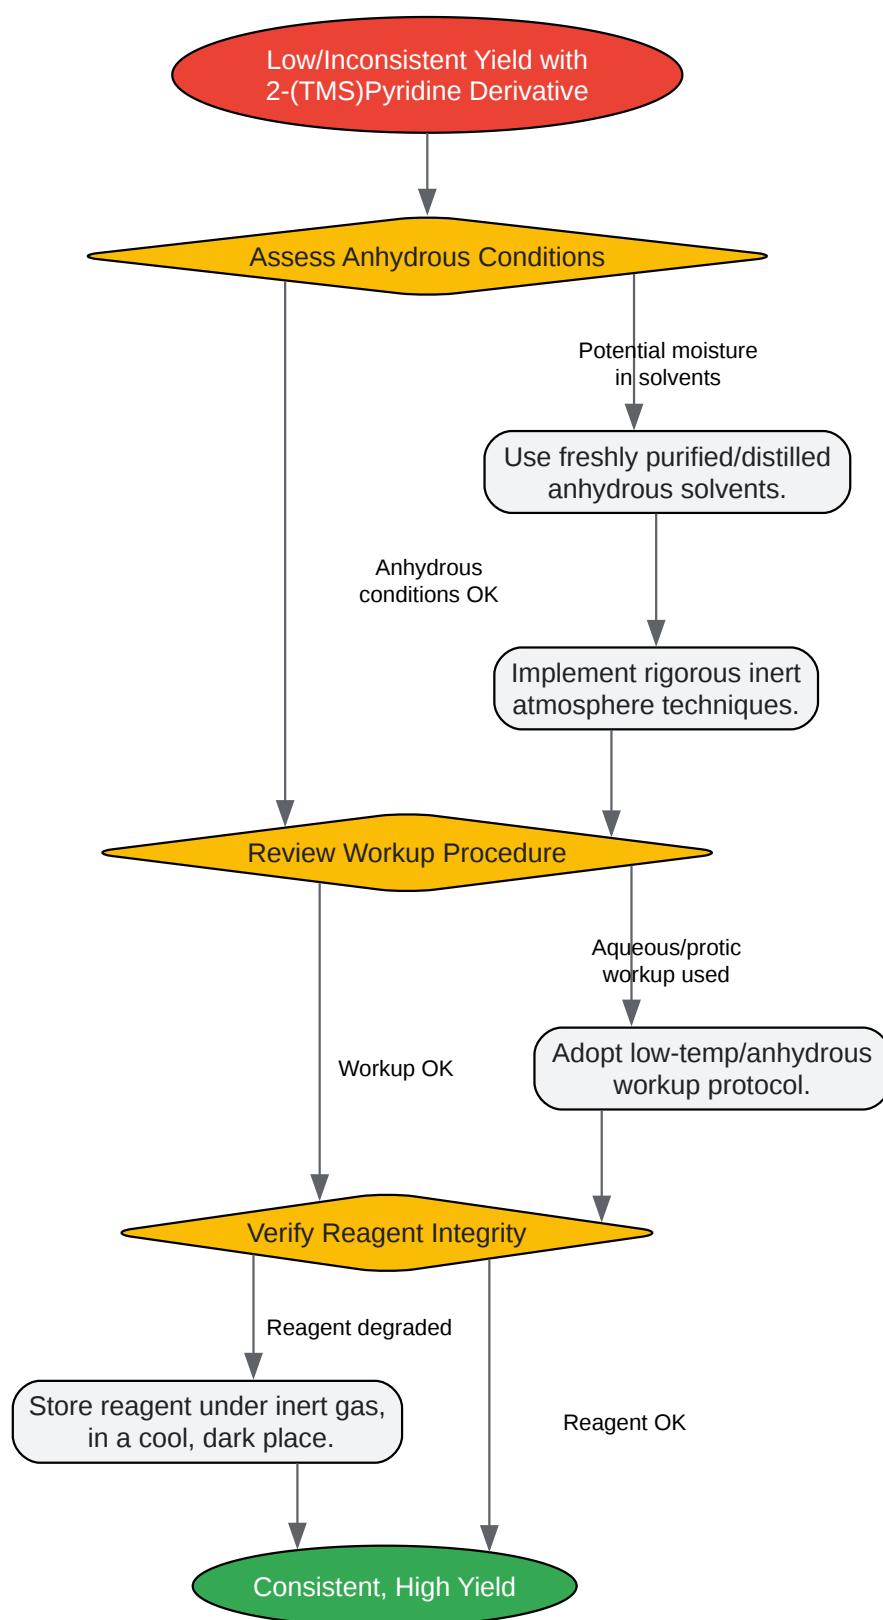 Low/Inconsistent Yield with
2-(TMS)Pyridine Derivative
Assess Anhydrous Conditions
Potential moisture
in solvents
Use freshly purified/distilled
anhydrous solvents.
Anhydrous
conditions OK
Implement rigorous inert
atmosphere techniques.
Review Workup Procedure
Aqueous/protic
workup used
Adopt low-temp/anhydrous
workup protocol.
Workup OK
Verify Reagent Integrity
Reagent degraded
Store reagent under inert gas,
in a cool, dark place.
Reagent OK
Consistent, High Yield